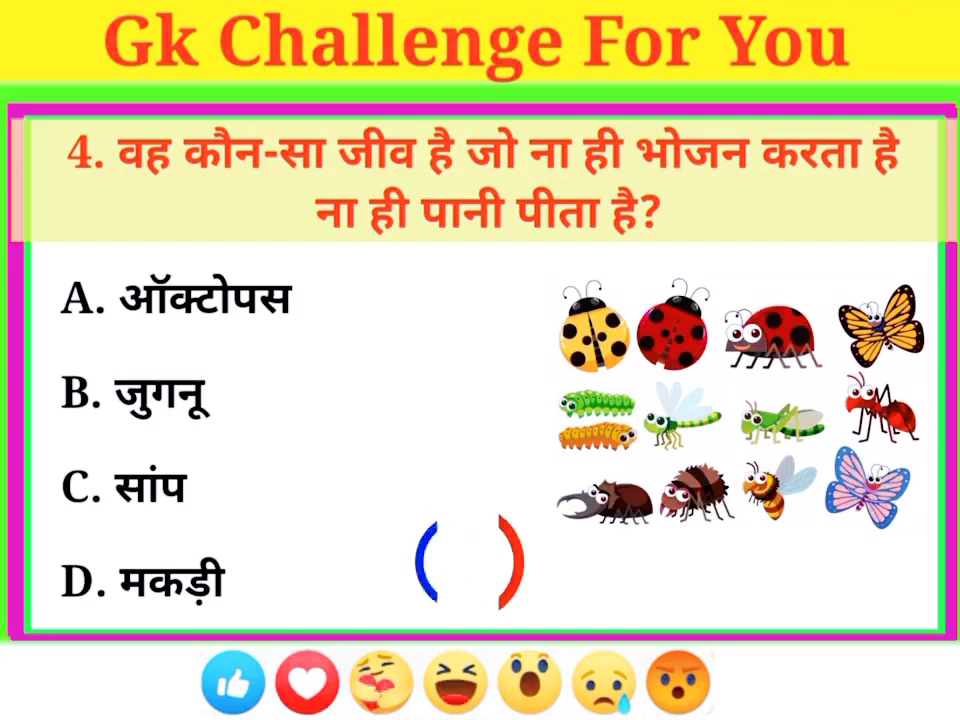 Gk Challenge For You
4. वह कौन-सा जीव है जो ना ही भोजन करता है
ना ही पानी पीता है?
A. ऑक्टोपस
B. जुगनू
C. सांप
D. मकड़ी